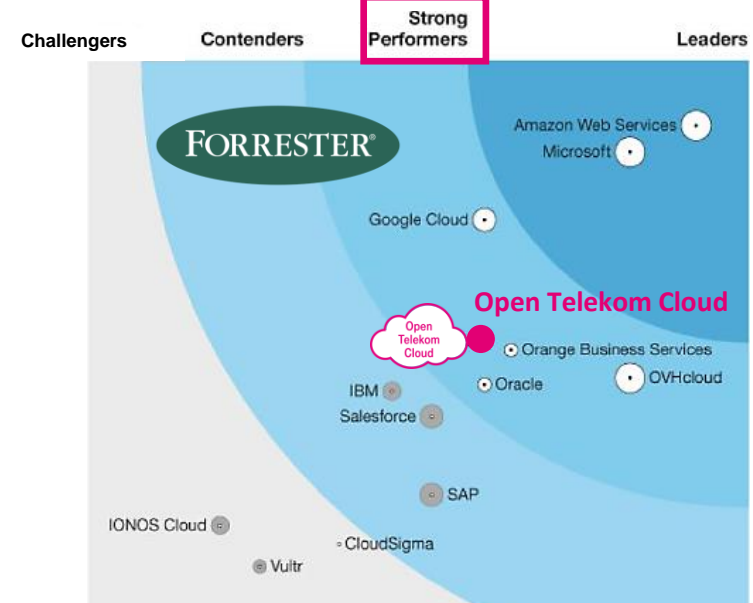 Challengers
Contenders
Strong
Performers
Leaders
FORRESTER®
Amazon Web Services
Microsoft
Google Cloud
Open Telekom Cloud
Open
Telekom
Cloud
Orange Business Services
IBM
Oracle
OVHcloud
Salesforce
SAP
IONOS Cloud
CloudSigma
Vultr